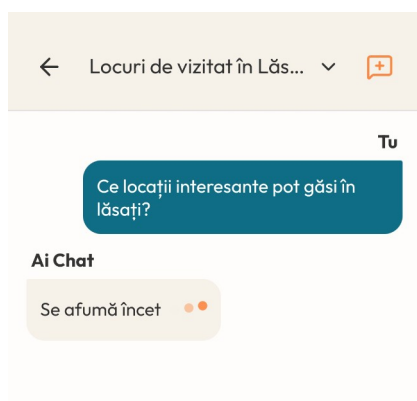 Locuri de vizitat în Lăs...
Tu
Ce locații interesante pot găsi în
lăsați?
Ai Chat
Se afumă încet